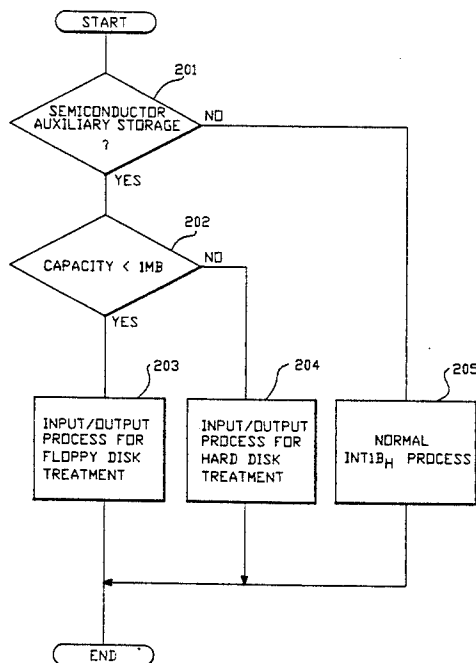 START
201
SEMICONDUCTOR
AUXILIARY STORAGE
?
NO
YES
202
CAPACITY < 1MB
NO
YES
203
INPUT/OUTPUT
PROCESS FOR
FLOPPY DISK
TREATMENT
204
INPUT/OUTPUT
PROCESS FOR
HARD DISK
TREATMENT
205
NORMAL
INT1BH PROCESS
END